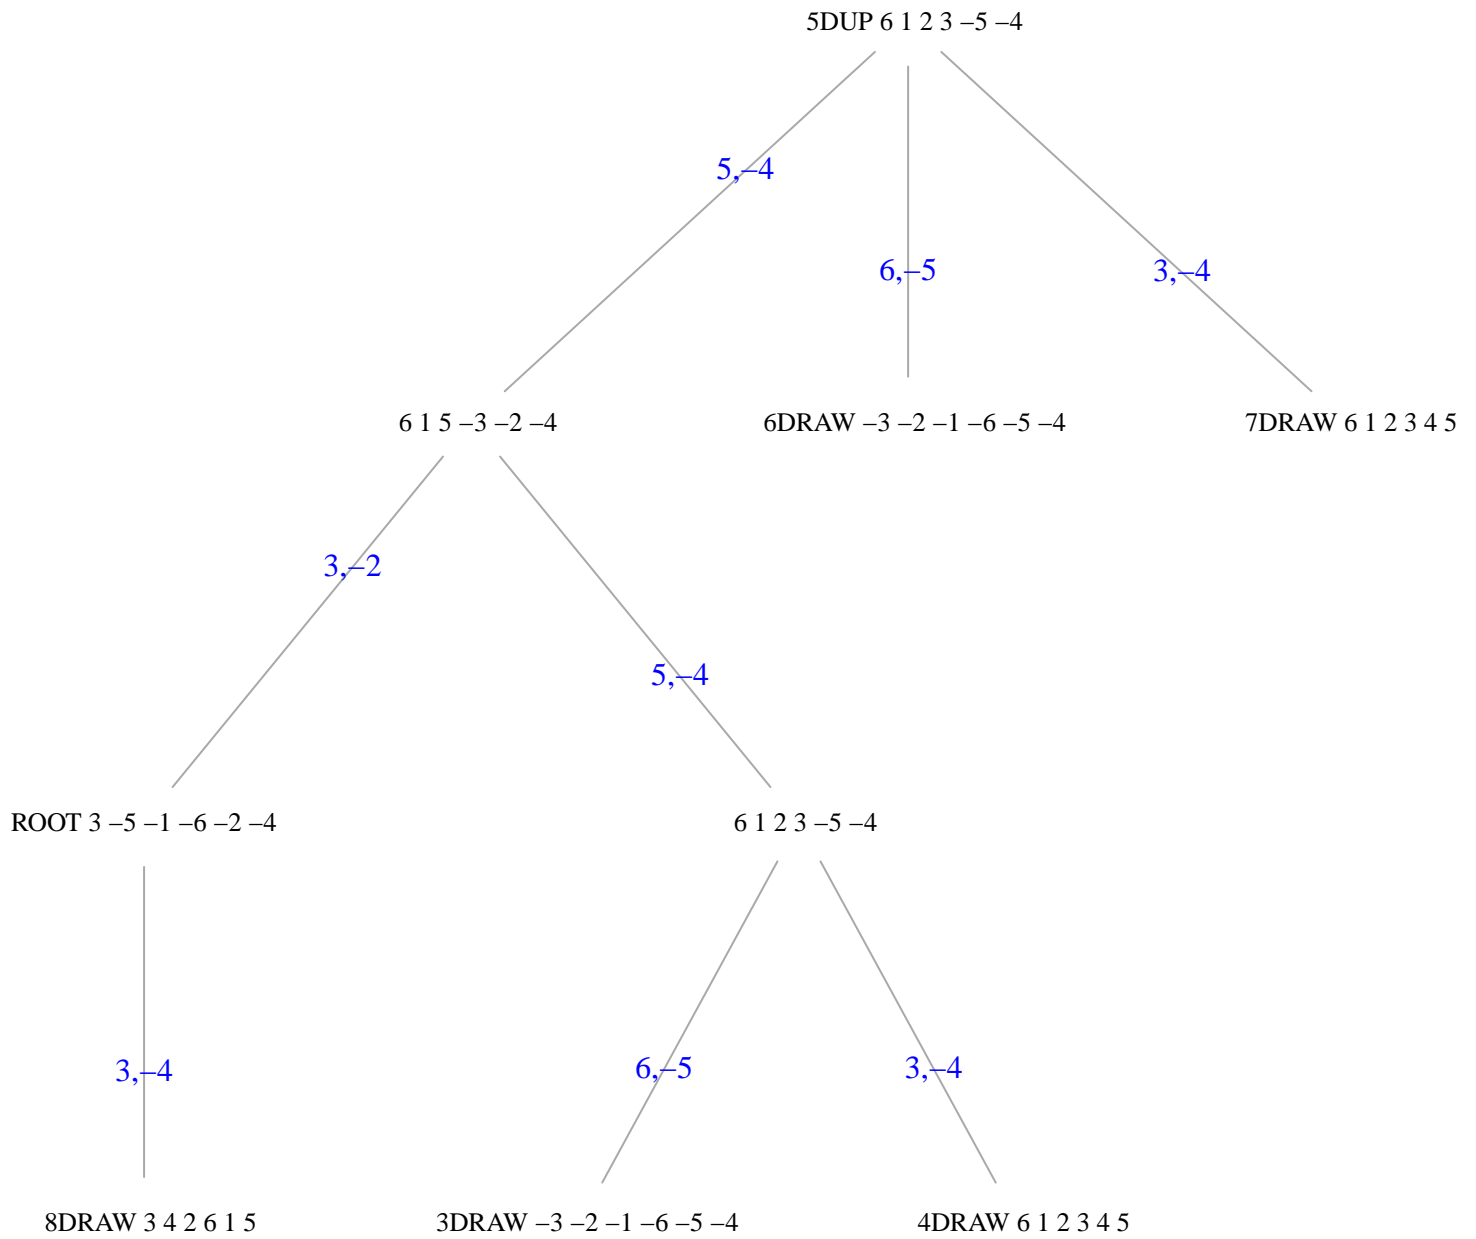 5DUP 6 1 2 3 –5 –4
5,–4
6,–5
3,–4
6 1 5 –3 –2 –4
6DRAW –3 –2 –1 –6 –5 –4
7DRAW 6 1 2 3 4 5
3,–2
5,–4
ROOT 3 –5 –1 –6 –2 –4
6 1 2 3 –5 –4
3,–4
6,–5
3,–4
8DRAW 3 4 2 6 1 5
3DRAW –3 –2 –1 –6 –5 –4
4DRAW 6 1 2 3 4 5